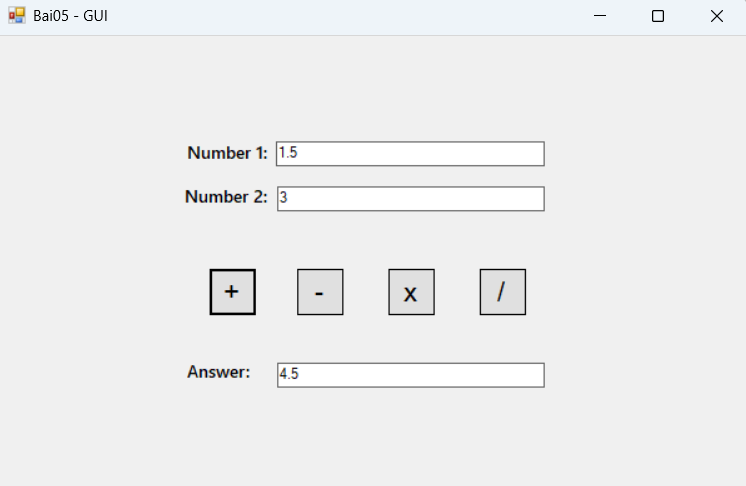 Bai05 - GUI
Number 1: 1.5
Number 2: 3
+ - x /
Answer: 4.5